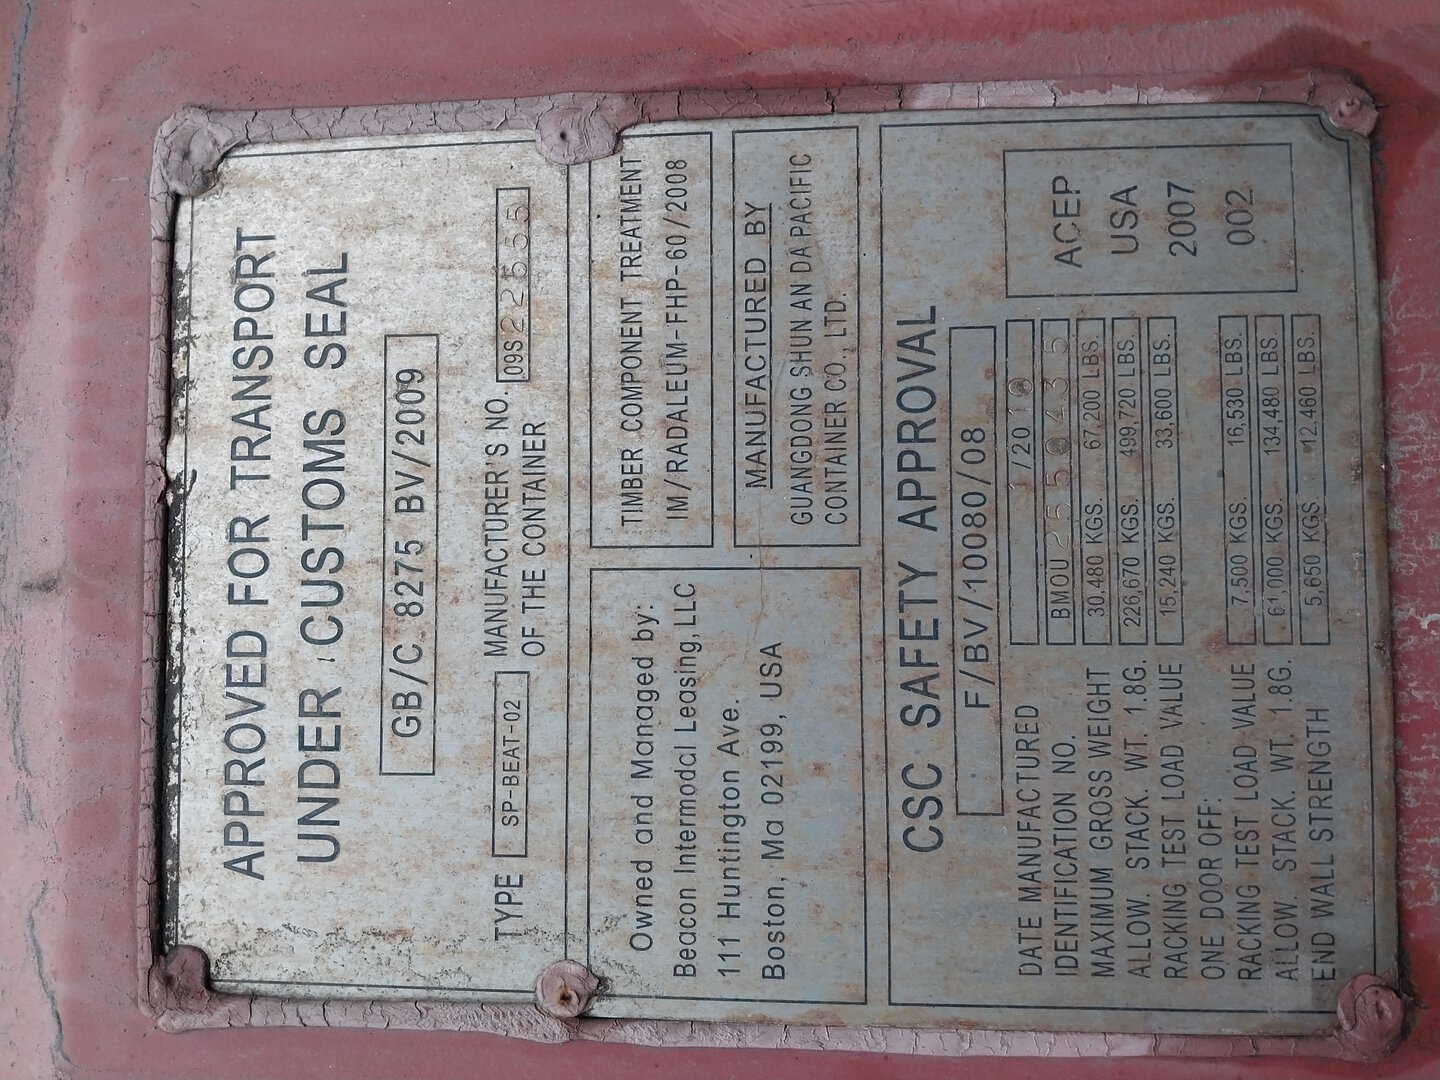 APPROVED FOR TRANSPORT
UNDER CUSTOMS SEAL
GB/C 8275 BV/2009
TYPE SP-BEAT-02 MANUFACTURER'S NO.
OF THE CONTAINER
Owned and Managed by:
Beacon Intermodal Leasing, LLC
111 Huntington Ave.
Boston, Ma 02199, USA
TIMBER COMPONENT TREATMENT
IM/RADALEUM-FHP-60/2008
MANUFACTURED BY
GUANGDONG SHUN AN DA PACIFIC
CONTAINER CO., LTD.
CSC SAFETY APPROVAL
F/BV/10080/08
DATE MANUFACTURED 1/2010
IDENTIFICATION NO. BMOU
MAXIMUM GROSS WEIGHT 30,480 KGS. 67,200 LBS.
ALLOW. STACK. WT. 1.8G. 226,670 KGS. 499,720 LBS.
RACKING TEST LOAD VALUE 15,240 KGS. 33,600 LBS.
ONE DOOR OFF.
RACKING TEST LOAD VALUE 7,500 KGS. 16,530 LBS.
ALLOW. STACK. WT. 1.8G. 61,000 KGS. 134,480 LBS.
END WALL STRENGTH 5,650 KGS. 12,460 LBS.
ACEP
USA
2007
002